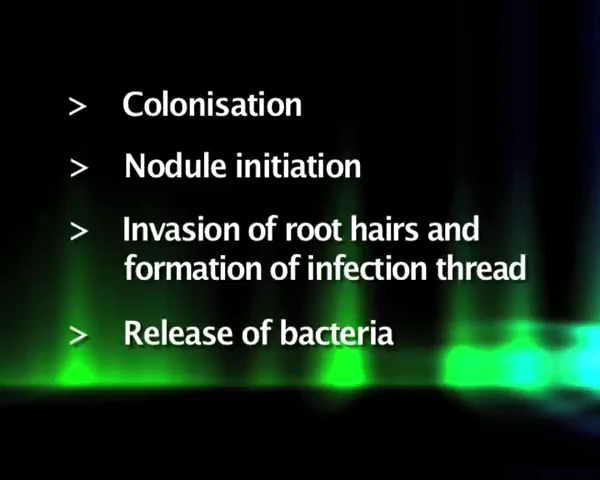 > Colonisation
> Nodule initiation
> Invasion of root hairs and
formation of infection thread
> Release of bacteria